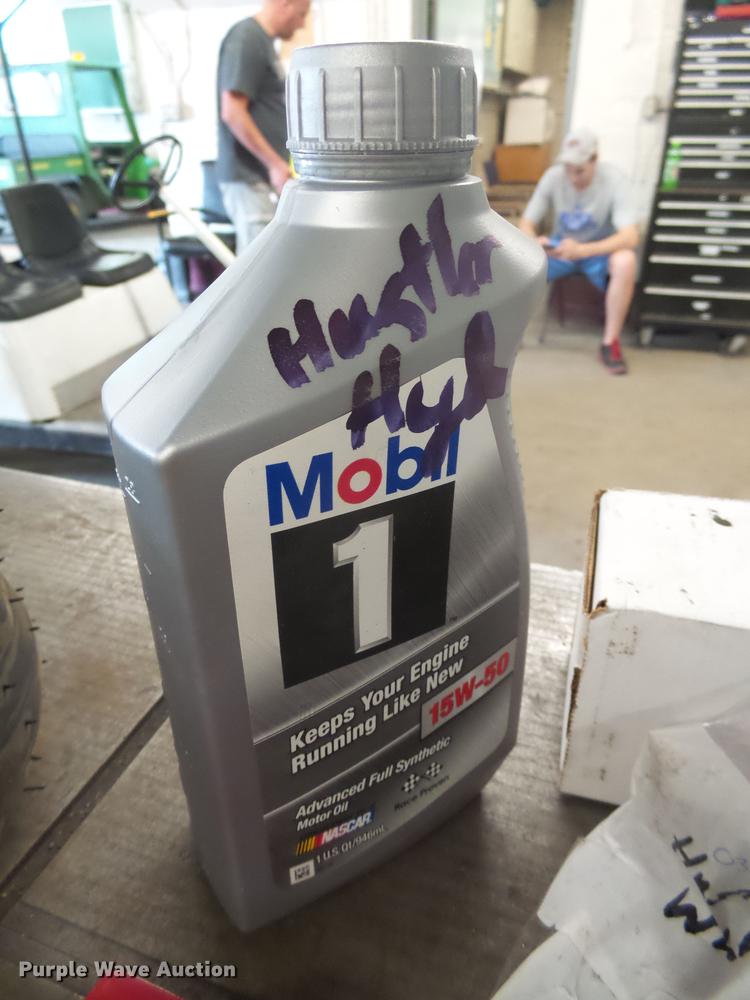 Hustlor
Hyd
Mobil
1
Keeps Your Engine
Running Like New
15W-50
Advanced Full Synthetic
Motor Oil
Race Proven
NASCAR
1 U.S. Qt/946mL
Purple Wave Auction